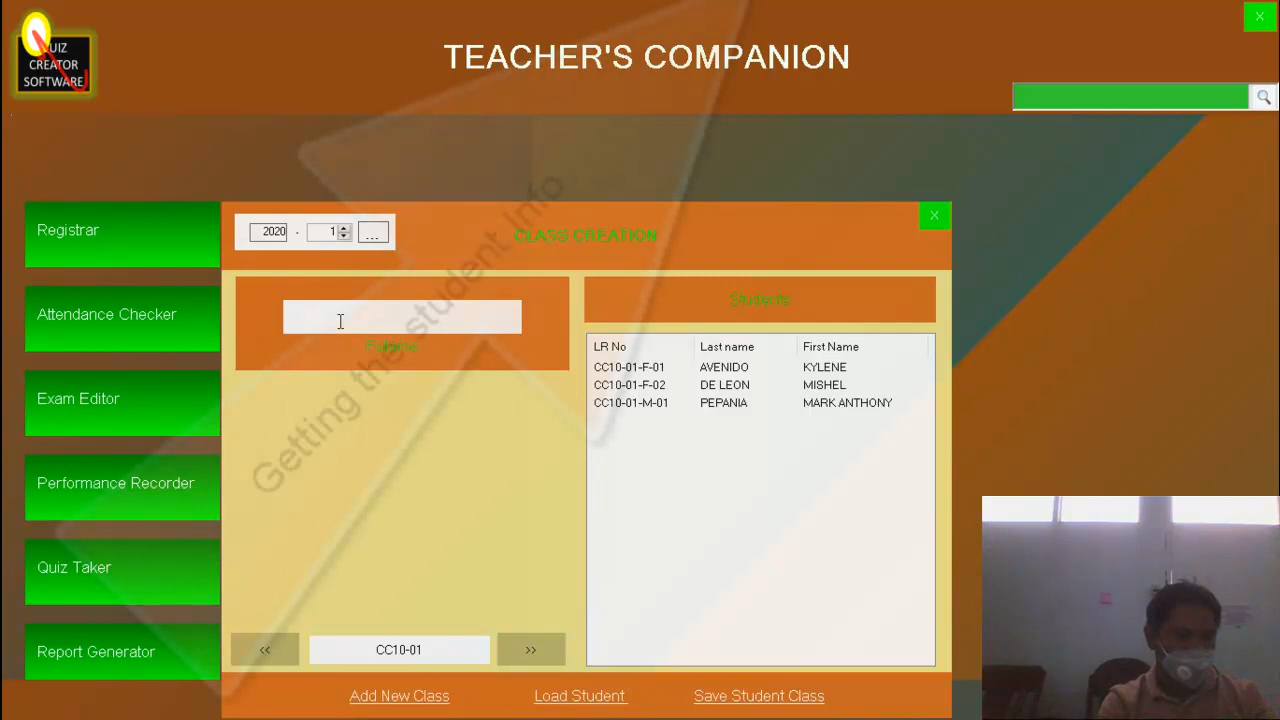 QUIZ
CREATOR
SOFTWARE
TEACHER'S COMPANION
X
Registrar
Attendance Checker
Exam Editor
Performance Recorder
Quiz Taker
Report Generator
2020 - 1 ...
CLASS CREATION
X
Fullname
Getting the student Info
Students
LR No Last name First Name
CC10-01-F-01 AVENIDO KYLENE
CC10-01-F-02 DE LEON MISHEL
CC10-01-M-01 PEPANIA MARK ANTHONY
<< CC10-01 >>
Add New Class Load Student Save Student Class